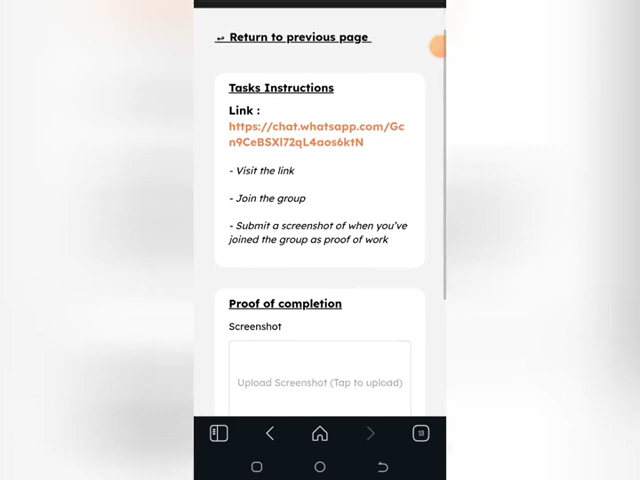 ↩ Return to previous page
Tasks Instructions
Link :
https://chat.whatsapp.com/Gc
n9CeBSXl72qL4aos6ktN
- Visit the link
- Join the group
- Submit a screenshot of when you've
joined the group as proof of work
Proof of completion
Screenshot
Upload Screenshot (Tap to upload)